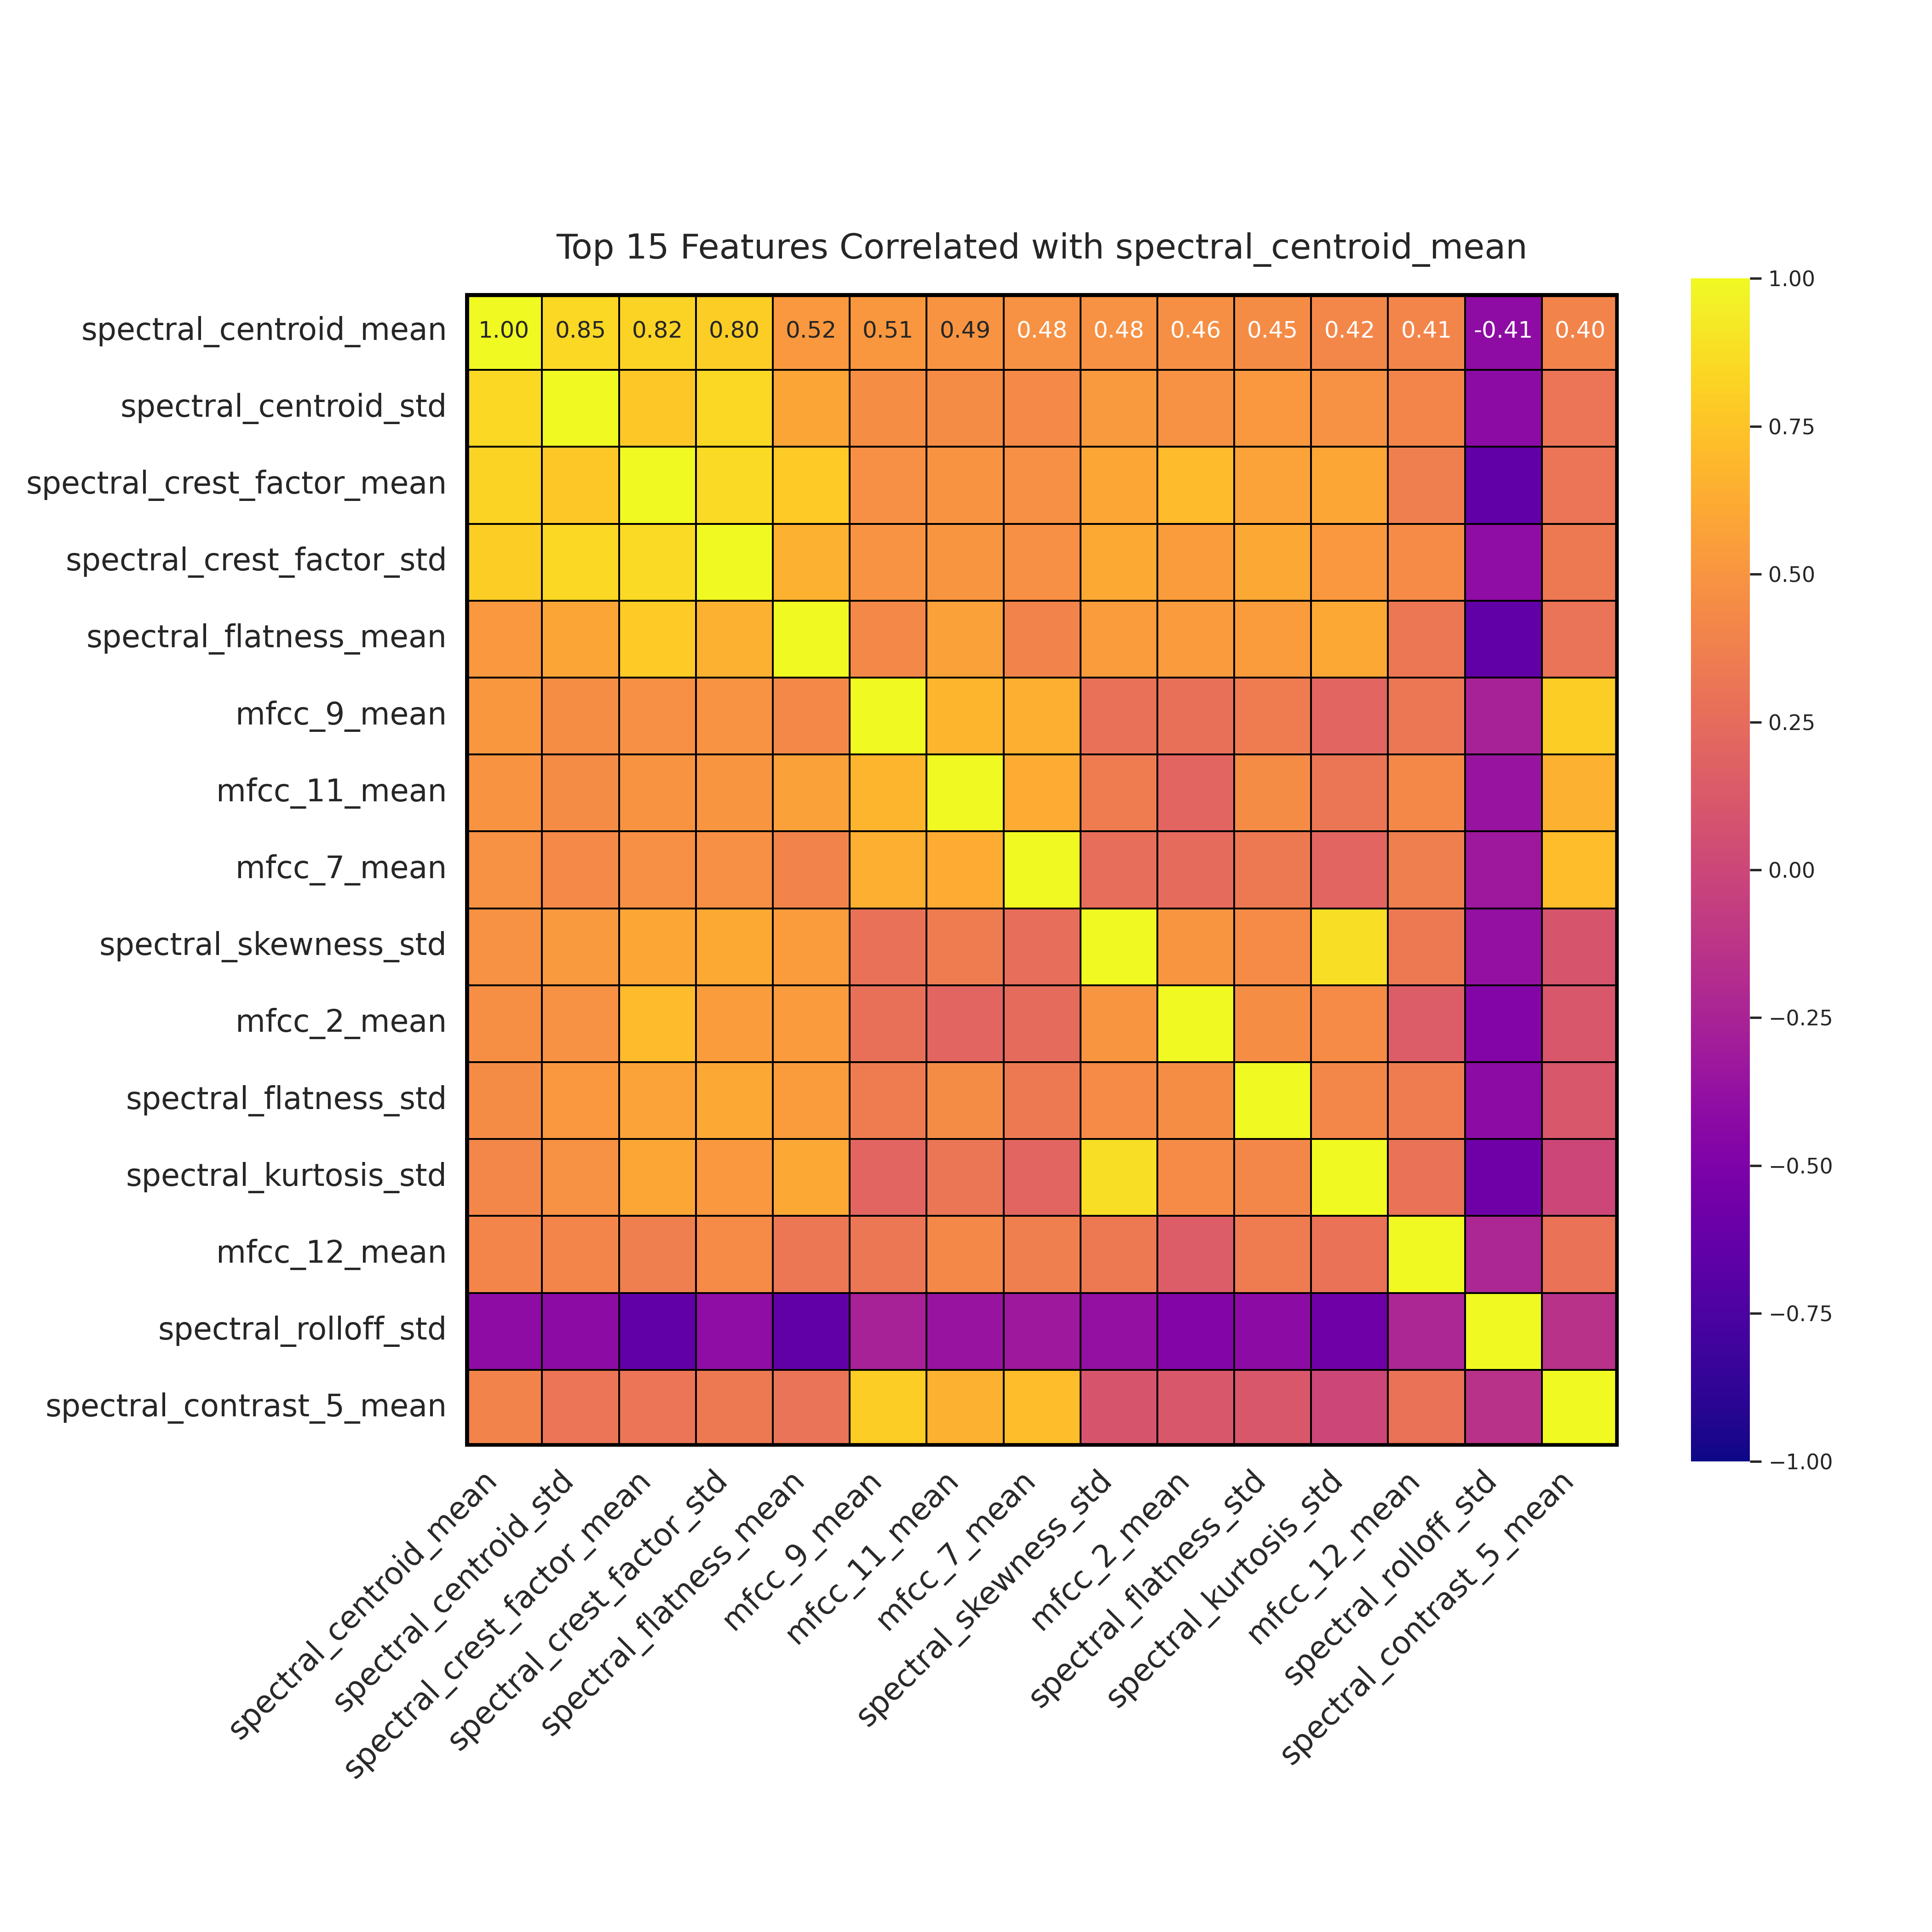 Top 15 Features Correlated with spectral_centroid_mean
spectral_centroid_mean
1.00 0.85 0.82 0.80 0.52 0.51 0.49 0.48 0.48 0.46 0.45 0.42 0.41 -0.41 0.40
spectral_centroid_std
spectral_crest_factor_mean
spectral_crest_factor_std
spectral_flatness_mean
mfcc_9_mean
mfcc_11_mean
mfcc_7_mean
spectral_skewness_std
mfcc_2_mean
spectral_flatness_std
spectral_kurtosis_std
mfcc_12_mean
spectral_rolloff_std
spectral_contrast_5_mean
spectral_centroid_mean
spectral_centroid_std
spectral_crest_factor_mean
spectral_crest_factor_std
spectral_flatness_mean
mfcc_9_mean
mfcc_11_mean
mfcc_7_mean
spectral_skewness_std
mfcc_2_mean
spectral_flatness_std
spectral_kurtosis_std
mfcc_12_mean
spectral_rolloff_std
spectral_contrast_5_mean
1.00
0.75
0.50
0.25
0.00
−0.25
−0.50
−0.75
−1.00